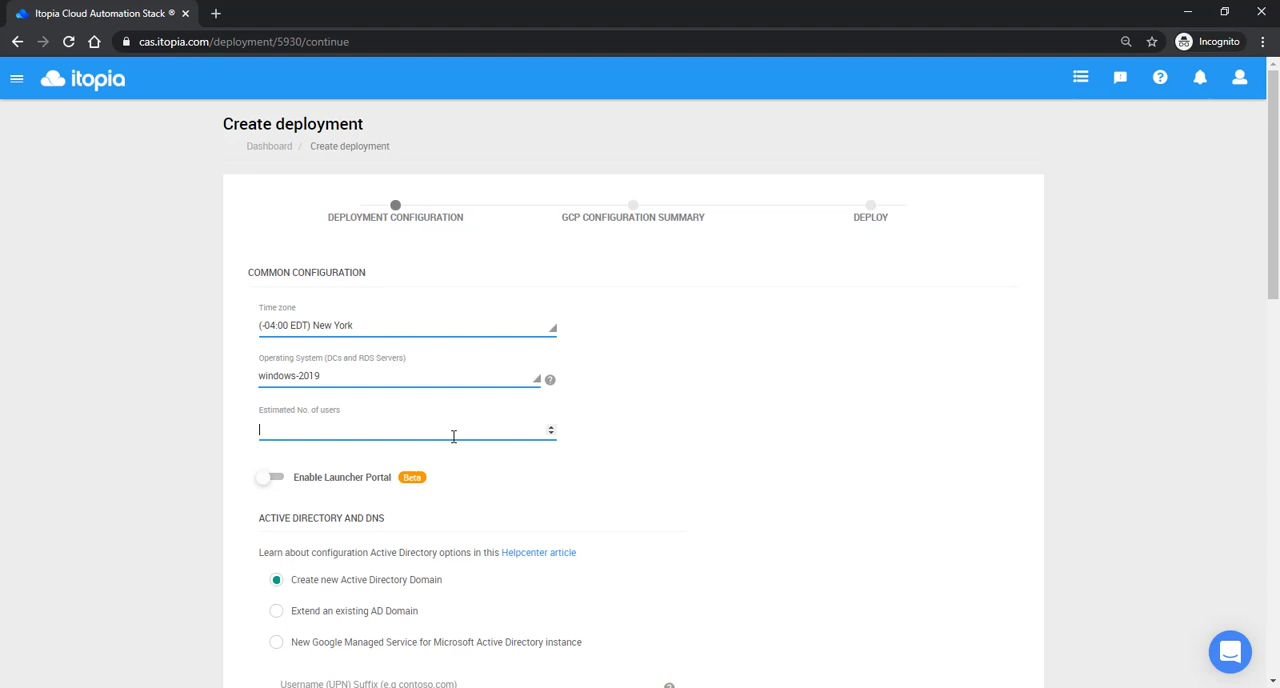 Itopia Cloud Automation Stack ®
cas.itopia.com/deployment/5930/continue
Incognito
itopia
Create deployment
Dashboard / Create deployment
DEPLOYMENT CONFIGURATION
GCP CONFIGURATION SUMMARY
DEPLOY
COMMON CONFIGURATION
Time zone
(-04:00 EDT) New York
Operating System (DCs and RDS Servers)
windows-2019
Estimated No. of users
Enable Launcher Portal Beta
ACTIVE DIRECTORY AND DNS
Learn about configuration Active Directory options in this Helpcenter article
Create new Active Directory Domain
Extend an existing AD Domain
New Google Managed Service for Microsoft Active Directory instance
Username (UPN) Suffix (e.g contoso.com)